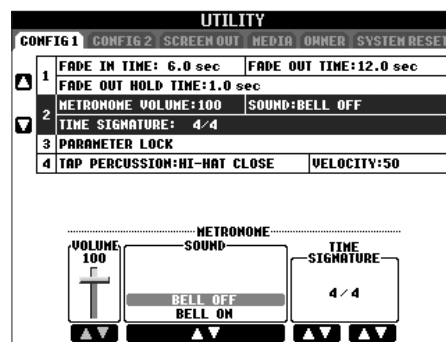 UTILITY
CONFIG 1 CONFIG 2 SCREEN OUT MEDIA OWNER SYSTEM RESET
1 FADE IN TIME: 6.0 sec FADE OUT TIME:12.0 sec
FADE OUT HOLD TIME:1.0 sec
2 METRONOME VOLUME:100 SOUND:BELL OFF
TIME SIGNATURE: 4/4
3 PARAMETER LOCK
4 TAP PERCUSSION:HI-HAT CLOSE VELOCITY:50
METRONOME
VOLUME SOUND TIME SIGNATURE
100
4/4
BELL OFF
BELL ON